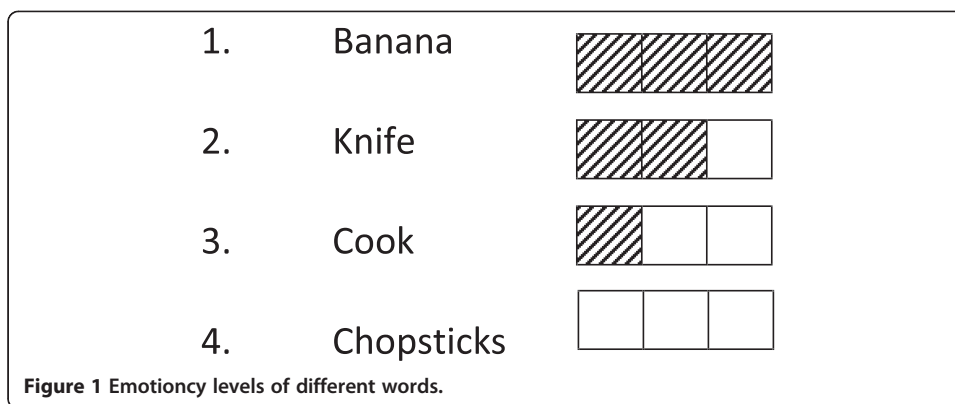 1. Banana
2. Knife
3. Cook
4. Chopsticks
Figure 1 Emotioncy levels of different words.